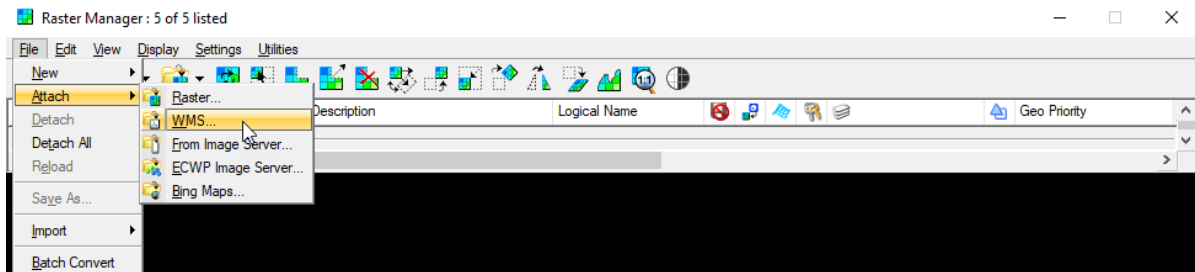 Raster Manager : 5 of 5 listed
File Edit View Display Settings Utilities
New
Attach
Detach
Detach All
Reload
Save As...
Import
Batch Convert
Raster...
WMS...
From Image Server...
ECWP Image Server...
Bing Maps...
1:1
Description Logical Name Geo Priority